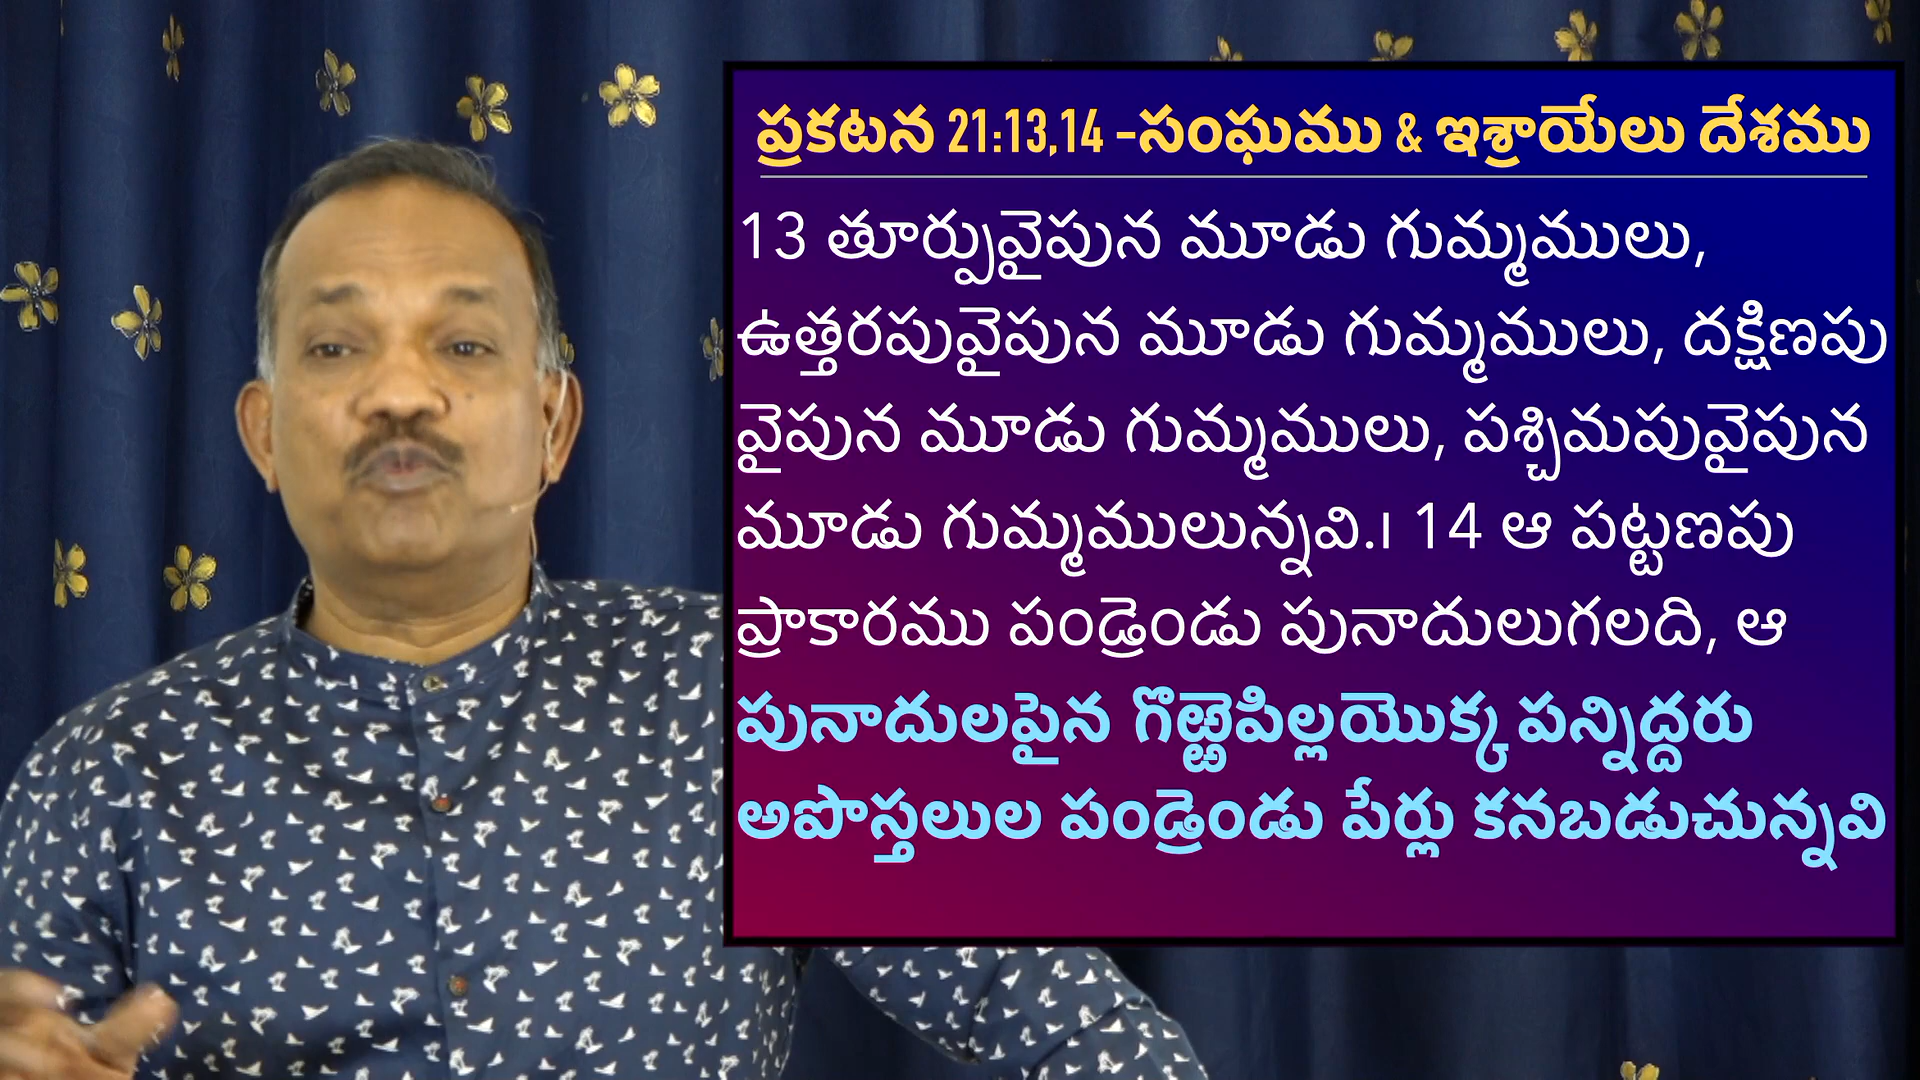 ప్రకటన 21:13,14 -సంఘము & ఇశ్రాయేలు దేశము
13 తూర్పువైపున మూడు గుమ్మములు,
ఉత్తరపువైపున మూడు గుమ్మములు, దక్షిణపు
వైపున మూడు గుమ్మములు, పశ్చిమపువైపున
మూడు గుమ్మములున్నవి.। 14 ఆ పట్టణపు
ప్రాకారము పండ్రెండు పునాదులుగలది, ఆ
పునాదులపైన గొఱ్ఱెపిల్లయొక్క పన్నిద్దరు
అపొస్తలుల పండ్రెండు పేర్లు కనబడుచున్నవి